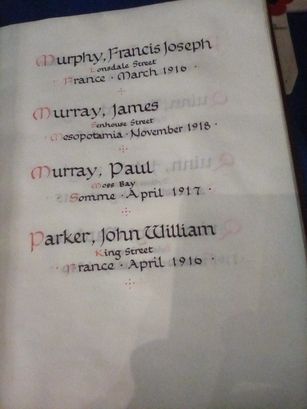 Murphy, Francis Joseph
Lonsdale Street
France · March 1916 ·
Murray, James
Senhouse Street
Mesopotamia · November 1918 ·
Murray, Paul
Moss Bay
Somme · April 1917 ·
Parker, John William
King Street
France · April 1916 ·